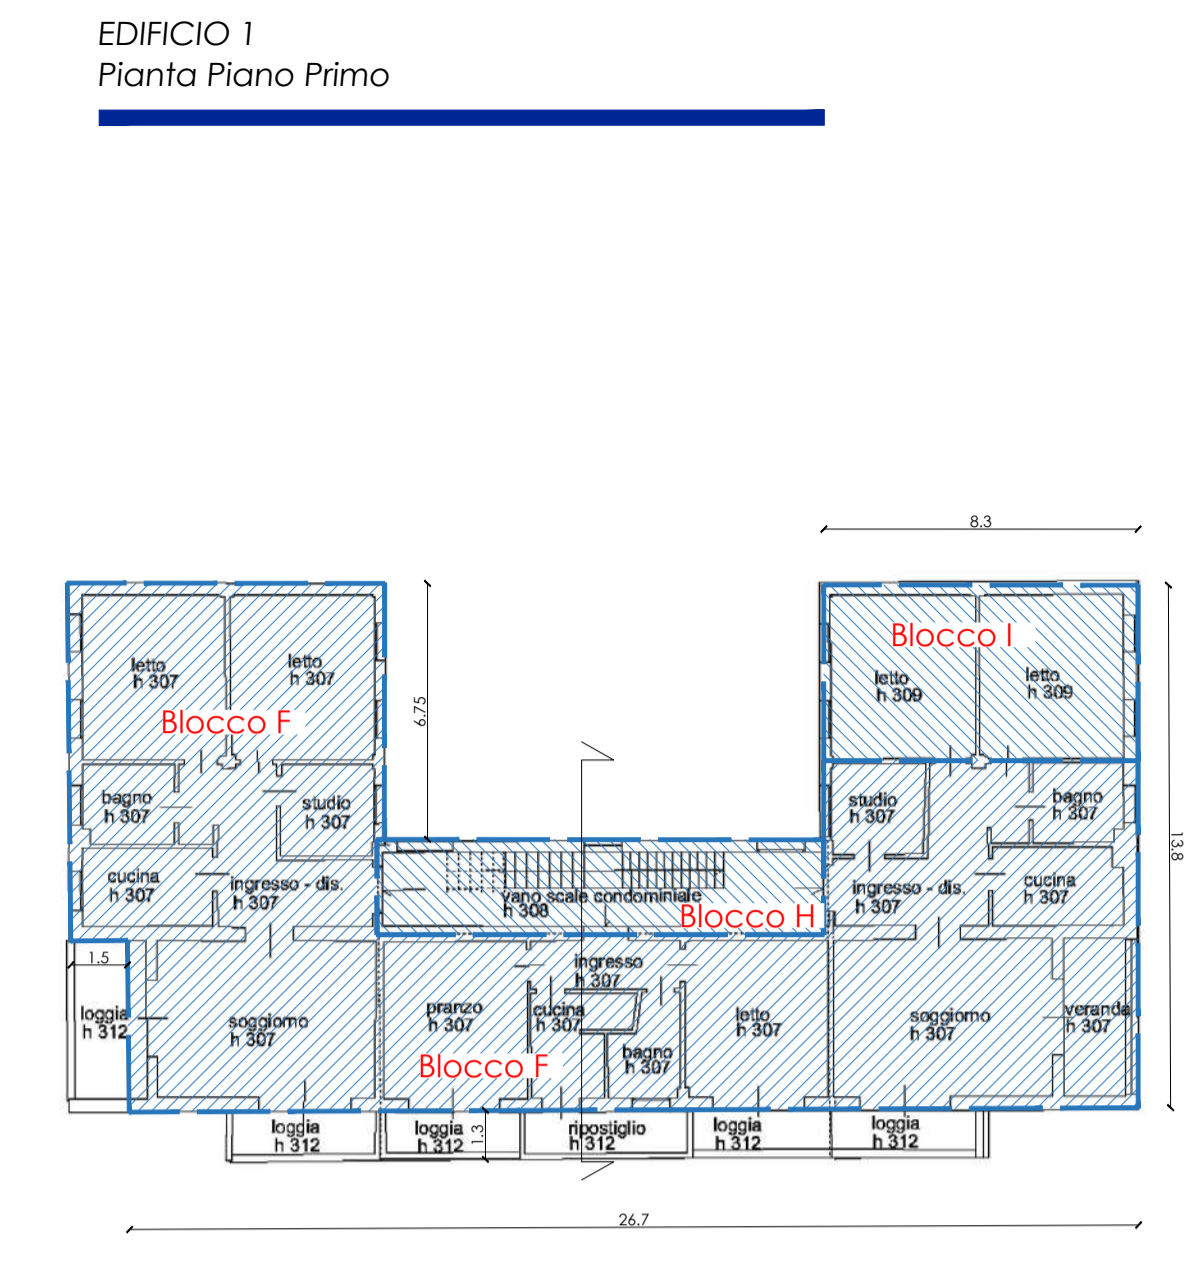 EDIFICIO 1
Pianta Piano Primo
8.3
6.75
13.8
letto
h 307
letto
h 307
Blocco F
Blocco I
letto
h 309
letto
h 309
bagno
h 307
studio
h 307
studio
h 307
bagno
h 307
cucina
h 307
ingresso - dis.
h 307
vano scale condominiale
h 308
Blocco H
ingresso - dis.
h 307
cucina
h 307
1.5
loggia
h 312
soggiorno
h 307
pranzo
h 307
ingresso
h 307
cucina
h 307
bagno
h 307
letto
h 307
soggiorno
h 307
veranda
h 307
Blocco F
loggia
h 312
loggia
h 312
1.3
ripostiglio
h 312
loggia
h 312
loggia
h 312
26.7